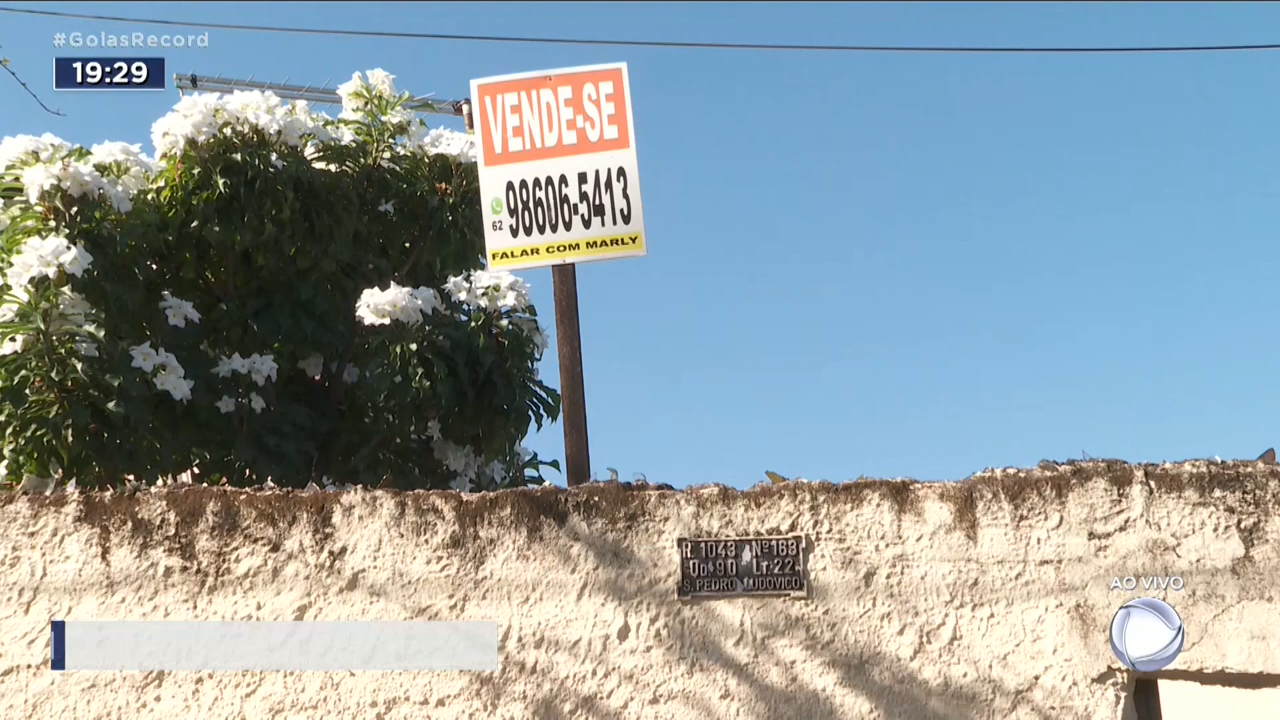 #GoiásRecord
19:29
VENDE-SE
62 98606-5413
FALAR COM MARLY
R. 1043 Nº168
QD.90 LT.22
S. PEDRO LUDOVICO
AO VIVO